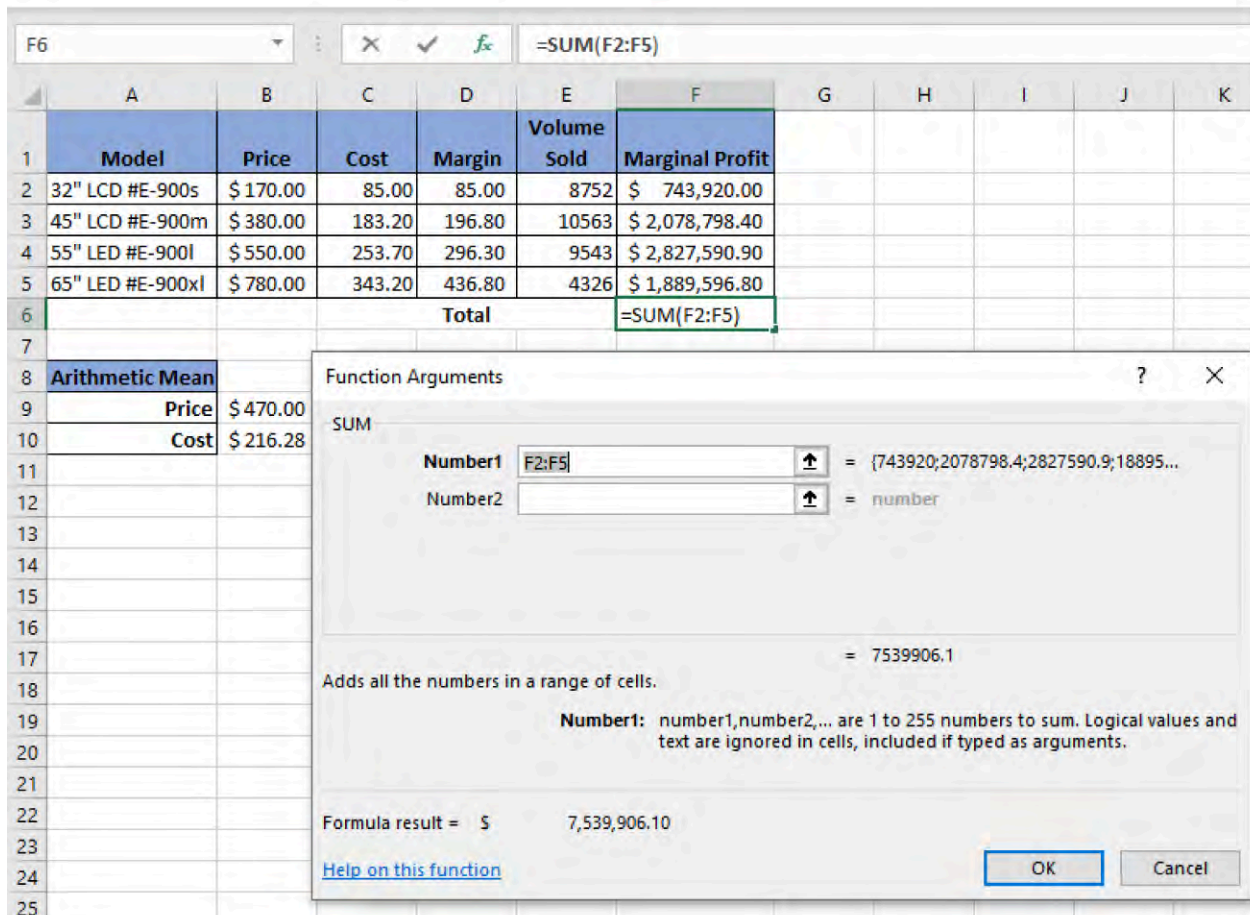 F6 fx =SUM(F2:F5)
A B C D E F G H I J K
1 Model Price Cost Margin Volume Sold Marginal Profit
2 32" LCD #E-900s $ 170.00 85.00 85.00 8752 $ 743,920.00
3 45" LCD #E-900m $ 380.00 183.20 196.80 10563 $ 2,078,798.40
4 55" LED #E-900l $ 550.00 253.70 296.30 9543 $ 2,827,590.90
5 65" LED #E-900xl $ 780.00 343.20 436.80 4326 $ 1,889,596.80
6 Total =SUM(F2:F5)
7
8 Arithmetic Mean
9 Price $ 470.00
10 Cost $ 216.28
11
12
13
14
15
16
17
18
19
20
21
22
23
24
25
Function Arguments ?
SUM
Number1 F2:F5 = {743920;2078798.4;2827590.9;18895...
Number2 = number
= 7539906.1
Adds all the numbers in a range of cells.
Number1: number1,number2,... are 1 to 255 numbers to sum. Logical values and
text are ignored in cells, included if typed as arguments.
Formula result = $ 7,539,906.10
Help on this function OK Cancel